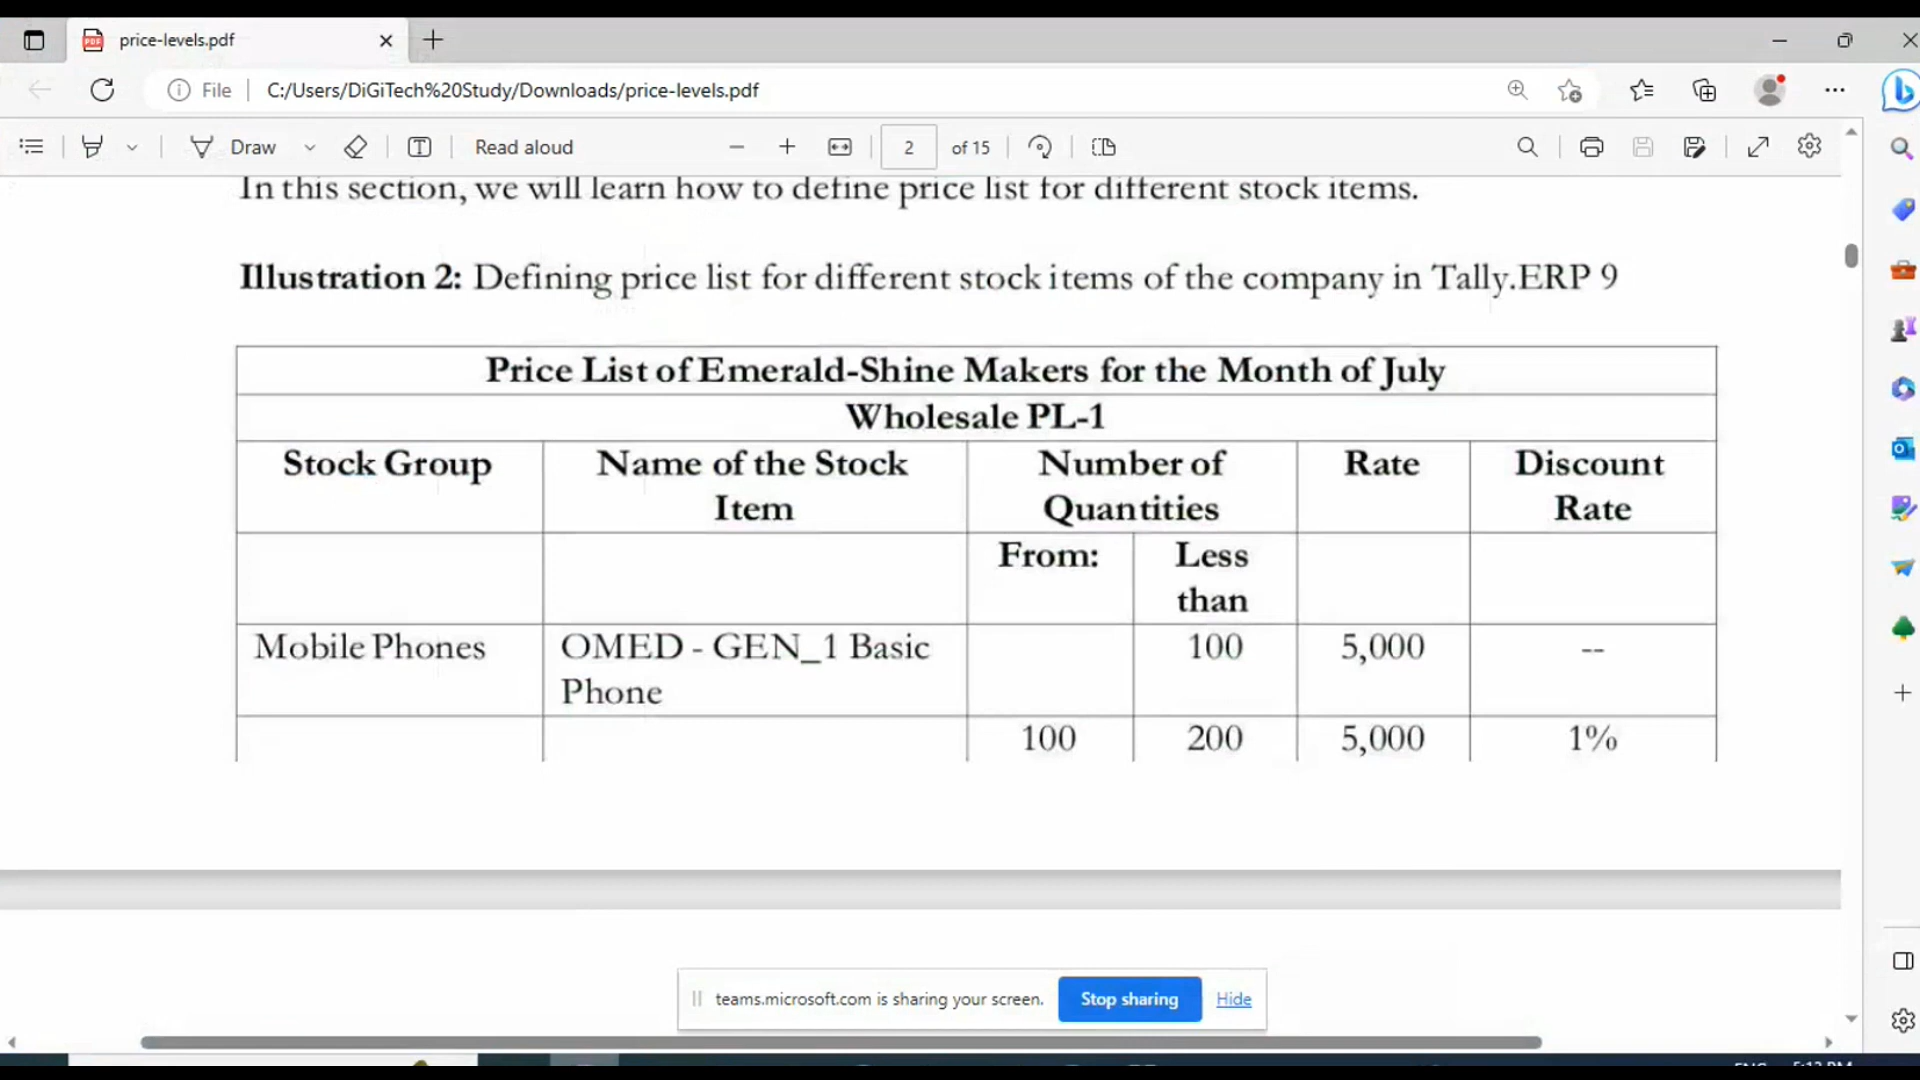 price-levels.pdf
File
C:/Users/DiGiTech%20Study/Downloads/price-levels.pdf
Draw
Read aloud
2 of 15
In this section, we will learn how to define price list for different stock items.
Illustration 2: Defining price list for different stock items of the company in Tally.ERP 9
Price List of Emerald-Shine Makers for the Month of July
Wholesale PL-1
Stock Group Name of the Stock Item Number of Quantities Rate Discount Rate
From: Less than
Mobile Phones OMED - GEN_1 Basic Phone 100 5,000 --
100 200 5,000 1%
teams.microsoft.com is sharing your screen. Stop sharing Hide